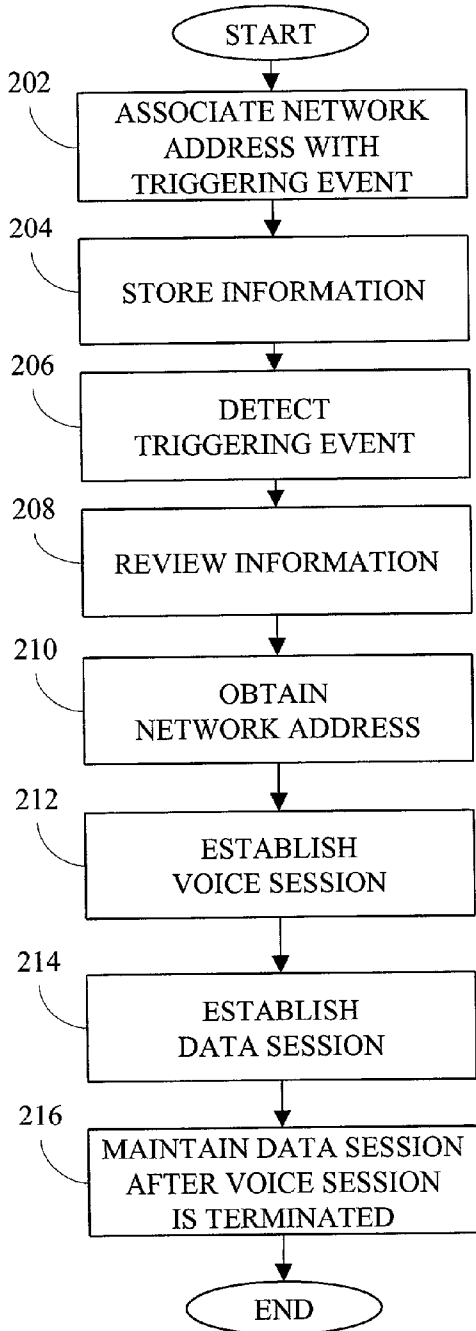 START
202
ASSOCIATE NETWORK
ADDRESS WITH
TRIGGERING EVENT
204
STORE INFORMATION
206
DETECT
TRIGGERING EVENT
208
REVIEW INFORMATION
210
OBTAIN
NETWORK ADDRESS
212
ESTABLISH
VOICE SESSION
214
ESTABLISH
DATA SESSION
216
MAINTAIN DATA SESSION
AFTER VOICE SESSION
IS TERMINATED
END